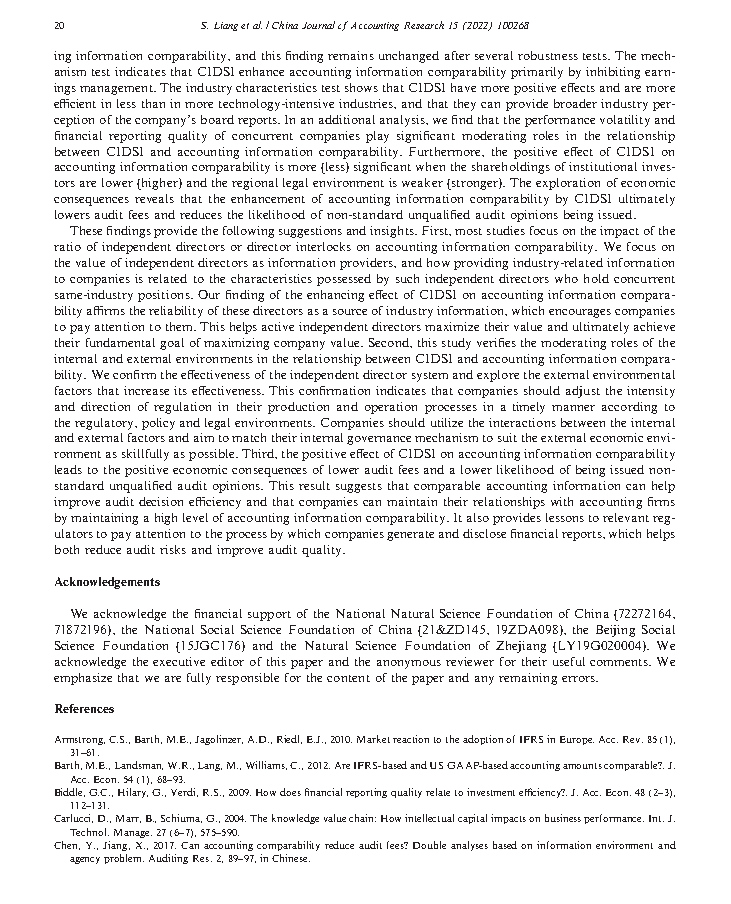 20
S. Liang et al. / China Journal of Accounting Research 15 (2022) 100268
ing information comparability, and this finding remains unchanged after several robustness tests. The mech-
anism test indicates that CIDSI enhance accounting information comparability primarily by inhibiting earn-
ings management. The industry characteristics test shows that CIDSI have more positive effects and are more
efficient in less than in more technology-intensive industries, and that they can provide broader industry per-
ception of the company's board reports. In an additional analysis, we find that the performance volatility and
financial reporting quality of concurrent companies play significant moderating roles in the relationship
between CIDSI and accounting information comparability. Furthermore, the positive effect of CIDSI on
accounting information comparability is more (less) significant when the shareholdings of institutional inves-
tors are lower (higher) and the regional legal environment is weaker (stronger). The exploration of economic
consequences reveals that the enhancement of accounting information comparability by CIDSI ultimately
lowers audit fees and reduces the likelihood of non-standard unqualified audit opinions being issued.
These findings provide the following suggestions and insights. First, most studies focus on the impact of the
ratio of independent directors or director interlocks on accounting information comparability. We focus on
the value of independent directors as information providers, and how providing industry-related information
to companies is related to the characteristics possessed by such independent directors who hold concurrent
same-industry positions. Our finding of the enhancing effect of CIDSI on accounting information compara-
bility affirms the reliability of these directors as a source of industry information, which encourages companies
to pay attention to them. This helps active independent directors maximize their value and ultimately achieve
their fundamental goal of maximizing company value. Second, this study verifies the moderating roles of the
internal and external environments in the relationship between CIDSI and accounting information compara-
bility. We confirm the effectiveness of the independent director system and explore the external environmental
factors that increase its effectiveness. This confirmation indicates that companies should adjust the intensity
and direction of regulation in their production and operation processes in a timely manner according to
the regulatory, policy and legal environments. Companies should utilize the interactions between the internal
and external factors and aim to match their internal governance mechanism to suit the external economic envi-
ronment as skillfully as possible. Third, the positive effect of CIDSI on accounting information comparability
leads to the positive economic consequences of lower audit fees and a lower likelihood of being issued non-
standard unqualified audit opinions. This result suggests that comparable accounting information can help
improve audit decision efficiency and that companies can maintain their relationships with accounting firms
by maintaining a high level of accounting information comparability. It also provides lessons to relevant reg-
ulators to pay attention to the process by which companies generate and disclose financial reports, which helps
both reduce audit risks and improve audit quality.
Acknowledgements
We acknowledge the financial support of the National Natural Science Foundation of China (72272164,
71872196), the National Social Science Foundation of China (21&ZD145, 19ZDA098), the Beijing Social
Science Foundation (15JGC176) and the Natural Science Foundation of Zhejiang (LY19G020004). We
acknowledge the executive editor of this paper and the anonymous reviewer for their useful comments. We
emphasize that we are fully responsible for the content of the paper and any remaining errors.
References
Armstrong, C.S., Barth, M.E., Jagolinzer, A.D., Riedl, E.J., 2010. Market reaction to the adoption of IFRS in Europe. Acc. Rev. 85 (1),
31–61.
Barth, M.E., Landsman, W.R., Lang, M., Williams, C., 2012. Are IFRS-based and US GAAP-based accounting amounts comparable?. J.
Acc. Econ. 54 (1), 68–93.
Biddle, G.C., Hilary, G., Verdi, R.S., 2009. How does financial reporting quality relate to investment efficiency?. J. Acc. Econ. 48 (2–3),
112–131.
Carlucci, D., Marr, B., Schiuma, G., 2004. The knowledge value chain: How intellectual capital impacts on business performance. Int. J.
Technol. Manage. 27 (6–7), 575–590.
Chen, Y., Jiang, X., 2017. Can accounting comparability reduce audit fees? Double analyses based on information environment and
agency problem. Auditing Res. 2, 89–97, in Chinese.